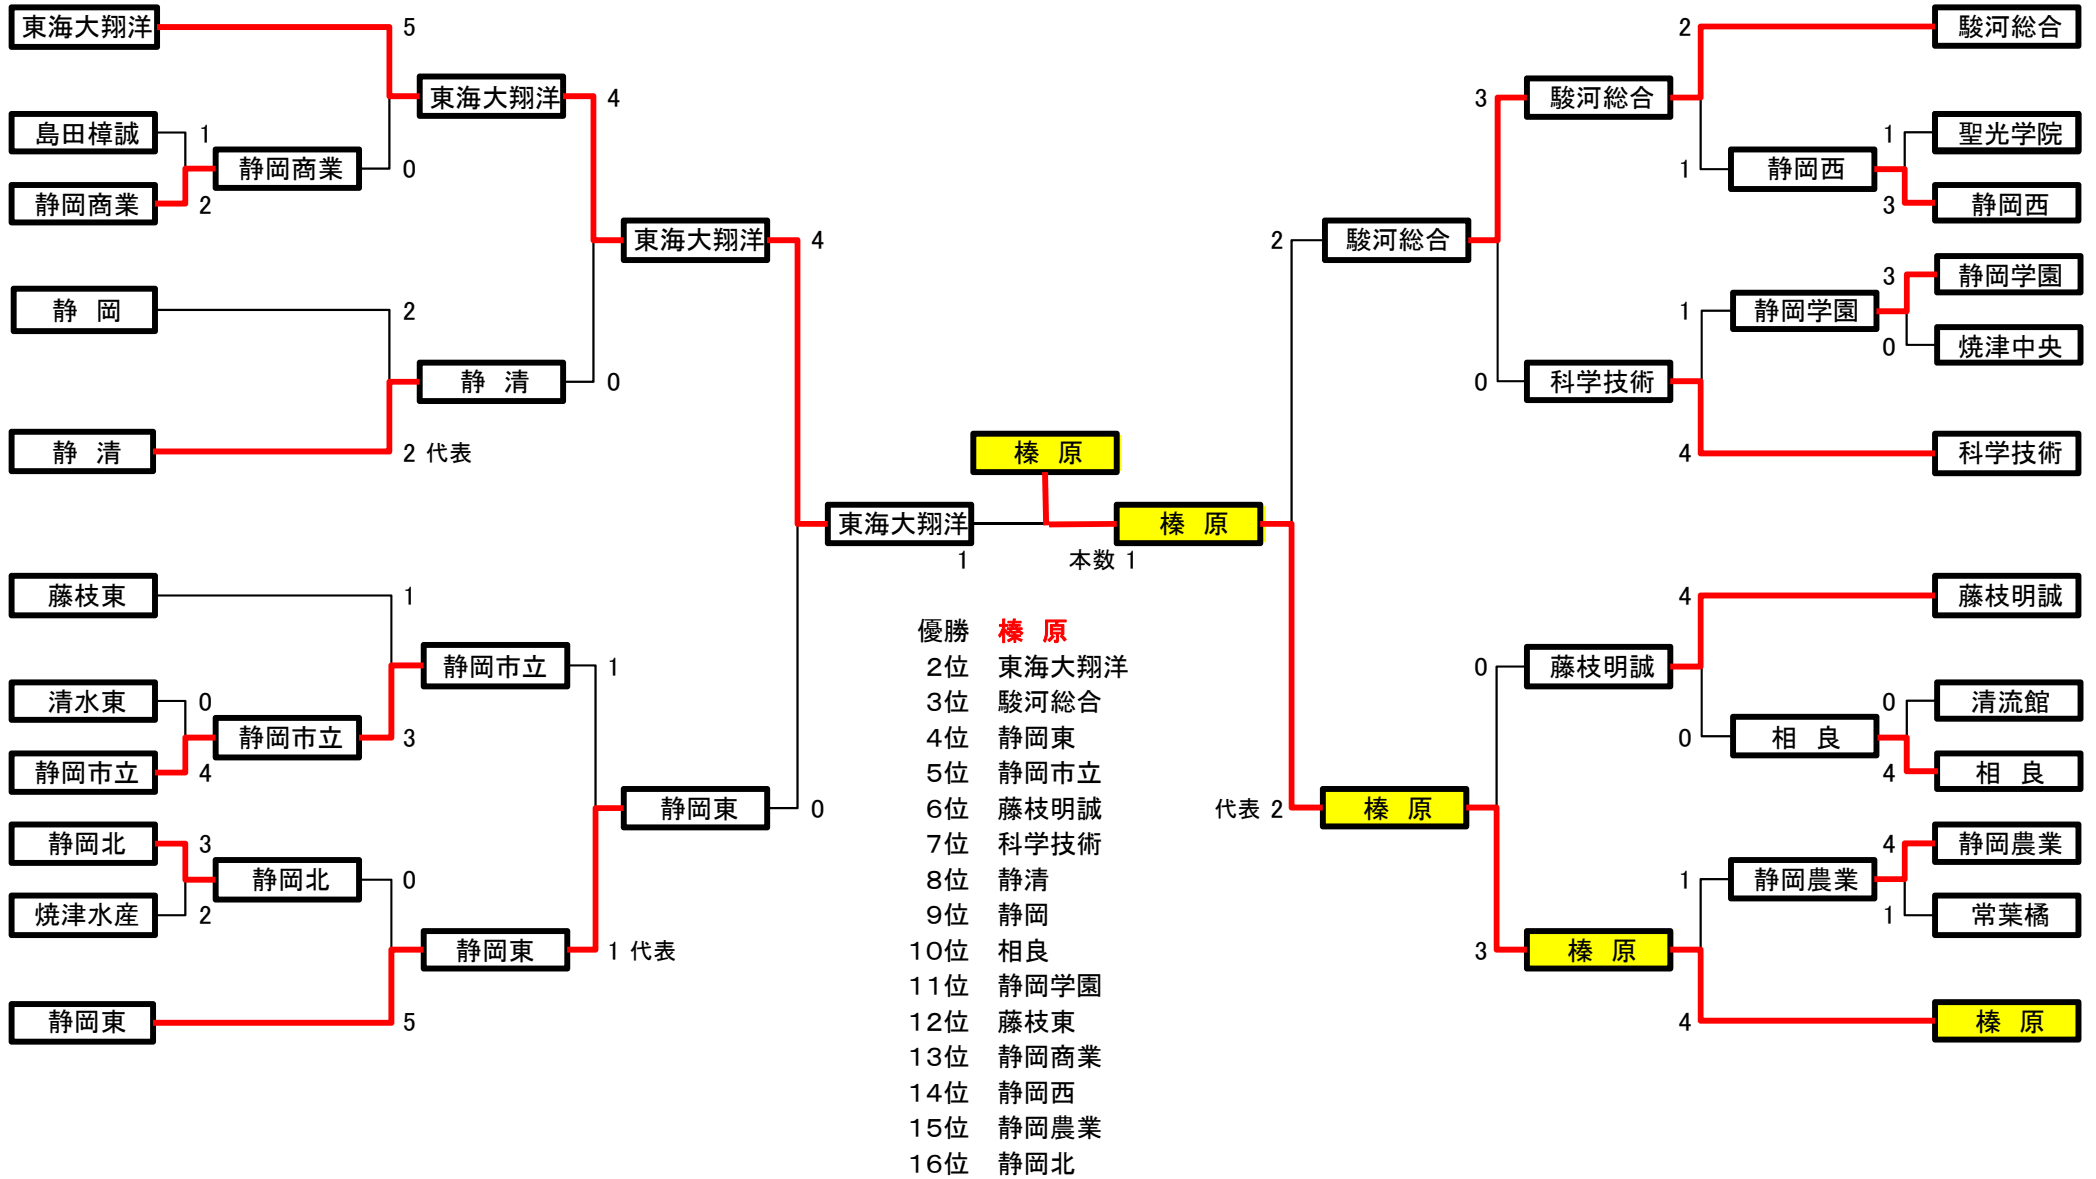 東海大翔洋 5 2 駿河総合
東海大翔洋 4 3 駿河総合
島田樟誠 1 1 聖光学院
静岡商業 0 1 静岡西
静岡商業 2 3 静岡西
東海大翔洋 4 2 駿河総合
静岡 2 1 静岡学園 3 静岡学園
0 焼津中央
静清 0 0 科学技術
静清 2 代表 4 科学技術
榛原
東海大翔洋 榛原
1 本数 1
藤枝東 1 4 藤枝明誠
静岡市立 1 0 藤枝明誠
清水東 0 0 清流館
静岡市立 3 0 相良
静岡市立 4 4 相良
静岡東 0 代表 2 榛原
静岡北 3 4 静岡農業
静岡北 0 1 静岡農業
焼津水産 2 1 常葉橘
静岡東 1 代表 3 榛原
静岡東 5 4 榛原
優勝 榛原
2位 東海大翔洋
3位 駿河総合
4位 静岡東
5位 静岡市立
6位 藤枝明誠
7位 科学技術
8位 静清
9位 静岡
10位 相良
11位 静岡学園
12位 藤枝東
13位 静岡商業
14位 静岡西
15位 静岡農業
16位 静岡北